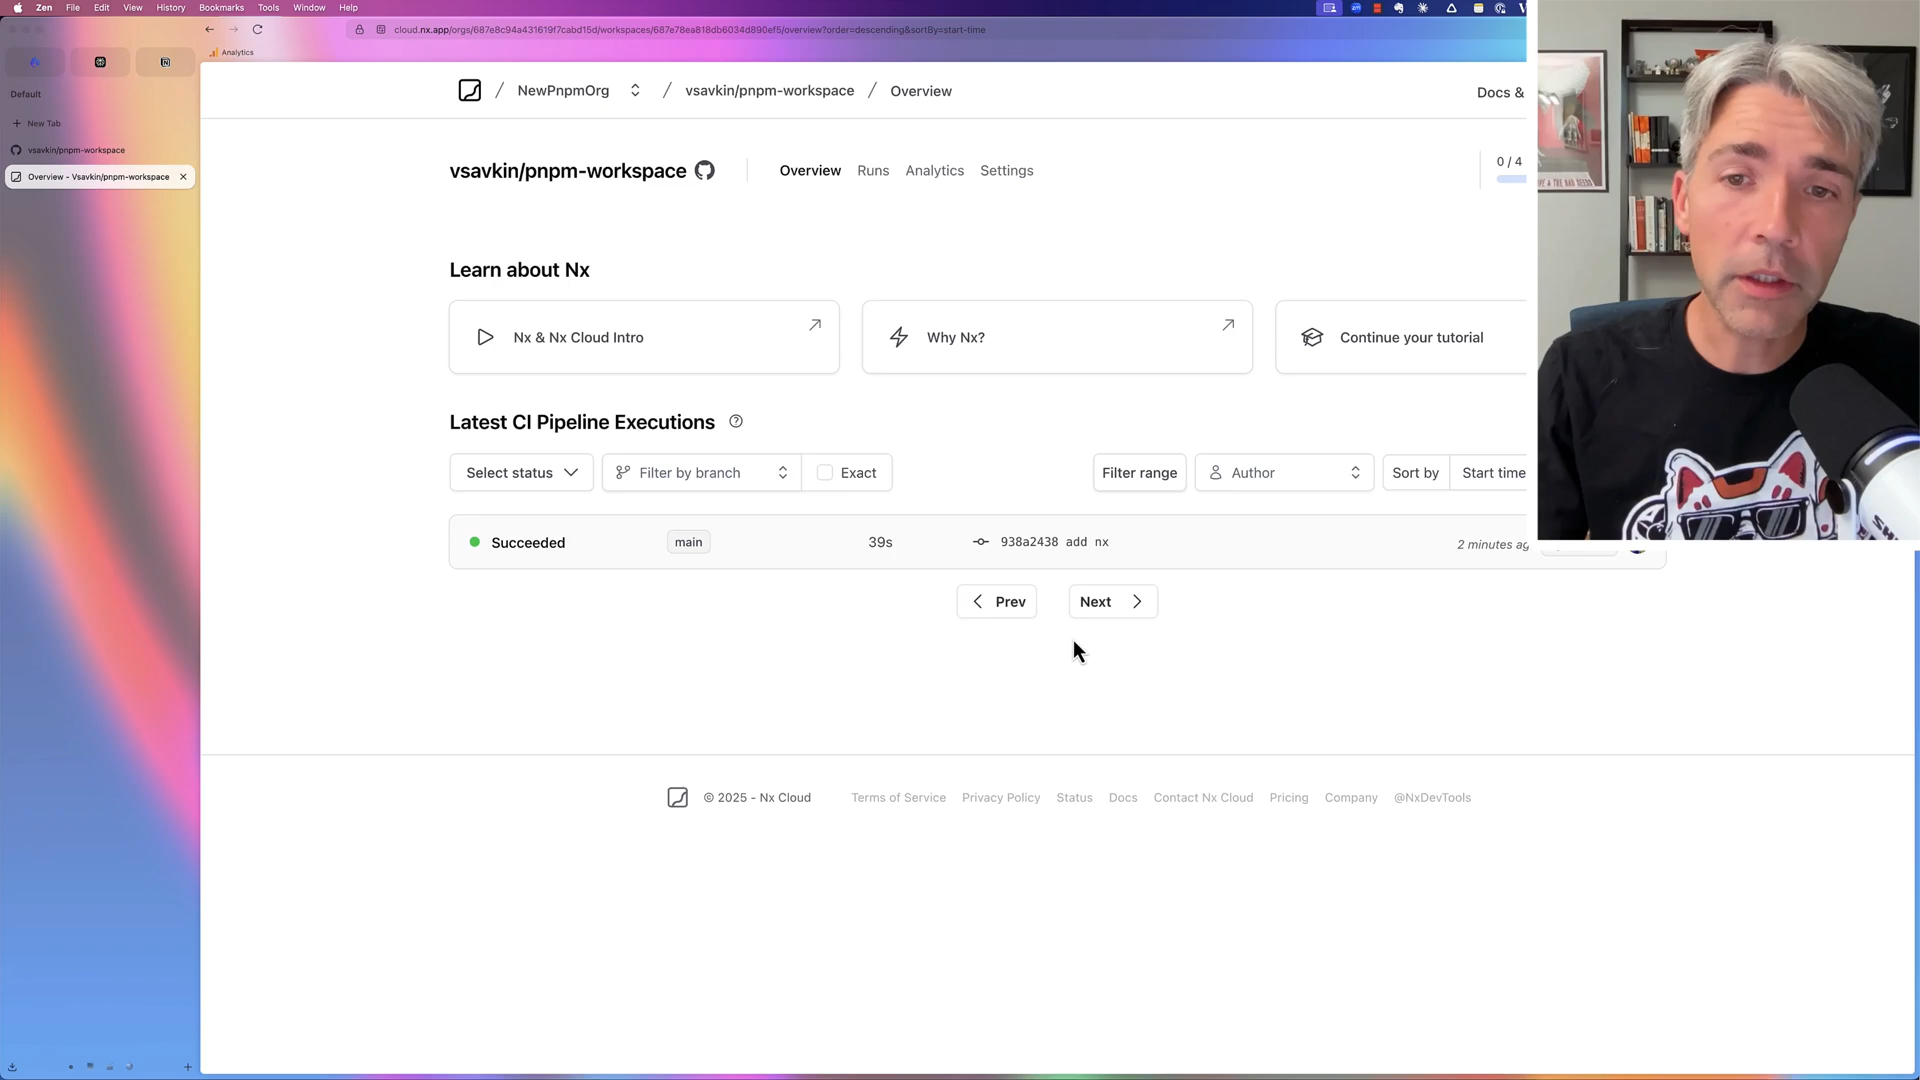 Zen File Edit View History Bookmarks Tools Window Help
cloud.nx.app/orgs/687e8c94a431619f7cabd15d/workspaces/687e78ea818db6034d890ef5/overview?order=descending&sortBy=start-time
Analytics
Default
New Tab
vsavkin/pnpm-workspace
Overview - Vsavkin/pnpm-workspace
/ NewPnpmOrg / vsavkin/pnpm-workspace / Overview
Docs &
vsavkin/pnpm-workspace
Overview Runs Analytics Settings
0 / 4
Learn about Nx
Nx & Nx Cloud Intro
Why Nx?
Continue your tutorial
Latest CI Pipeline Executions
Select status Filter by branch Exact Filter range Author Sort by Start time
Succeeded main 39s 938a2438 add nx 2 minutes ag
Prev Next
© 2025 - Nx Cloud Terms of Service Privacy Policy Status Docs Contact Nx Cloud Pricing Company @NxDevTools